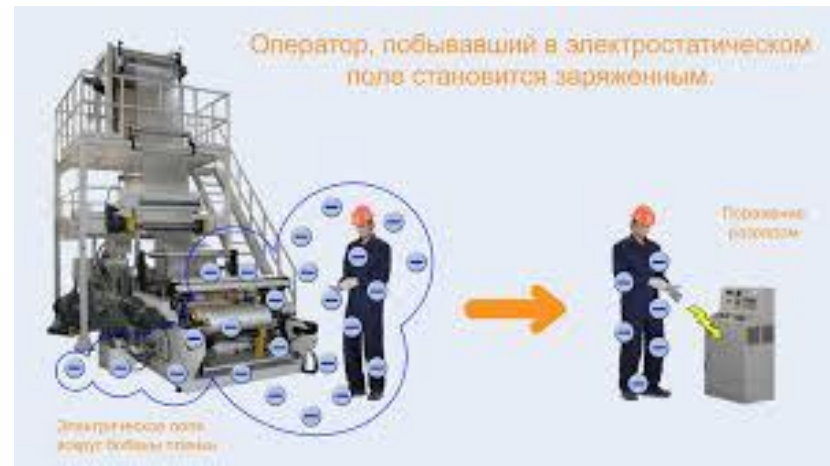 Оператор, побывавший в электростатическом
поле становится заряженным.
Поражение
разрядом
Электрическое поле
вокруг бобины пленки